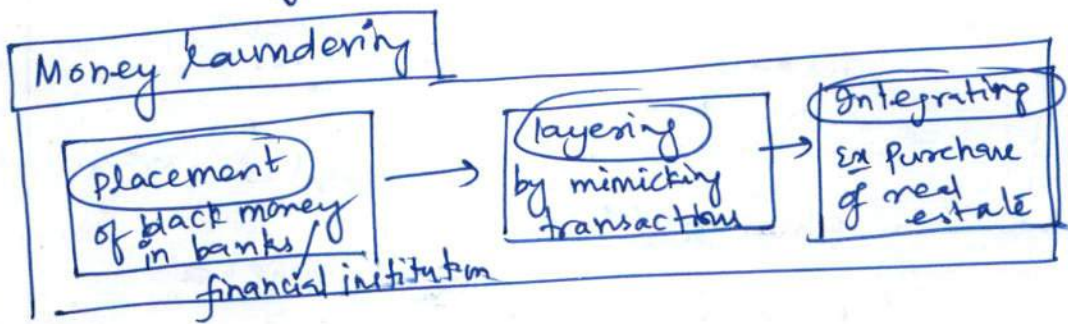 Money laundering
placement
of black money
in banks / financial institution
layering
by mimicking
transactions
Integrating
Ex Purchase
of real
estate